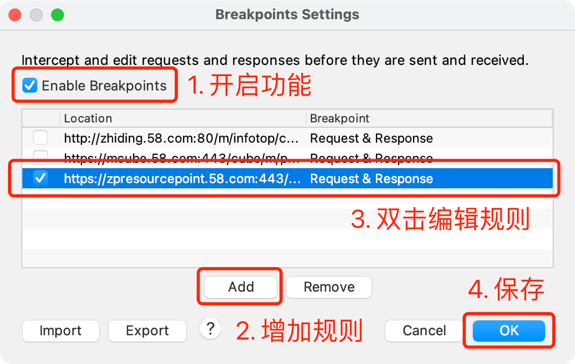 Breakpoints Settings
Intercept and edit requests and responses before they are sent and received.
Enable Breakpoints
1. 开启功能
Location Breakpoint
http://zhiding.58.com:80/m/infotop/c... Request & Response
https://mcube.58.com:443/cube/m/p... Request & Response
https://zpresourcepoint.58.com:443/... Request & Response
3. 双击编辑规则
Add Remove
4. 保存
Import Export ? 2. 增加规则 Cancel OK